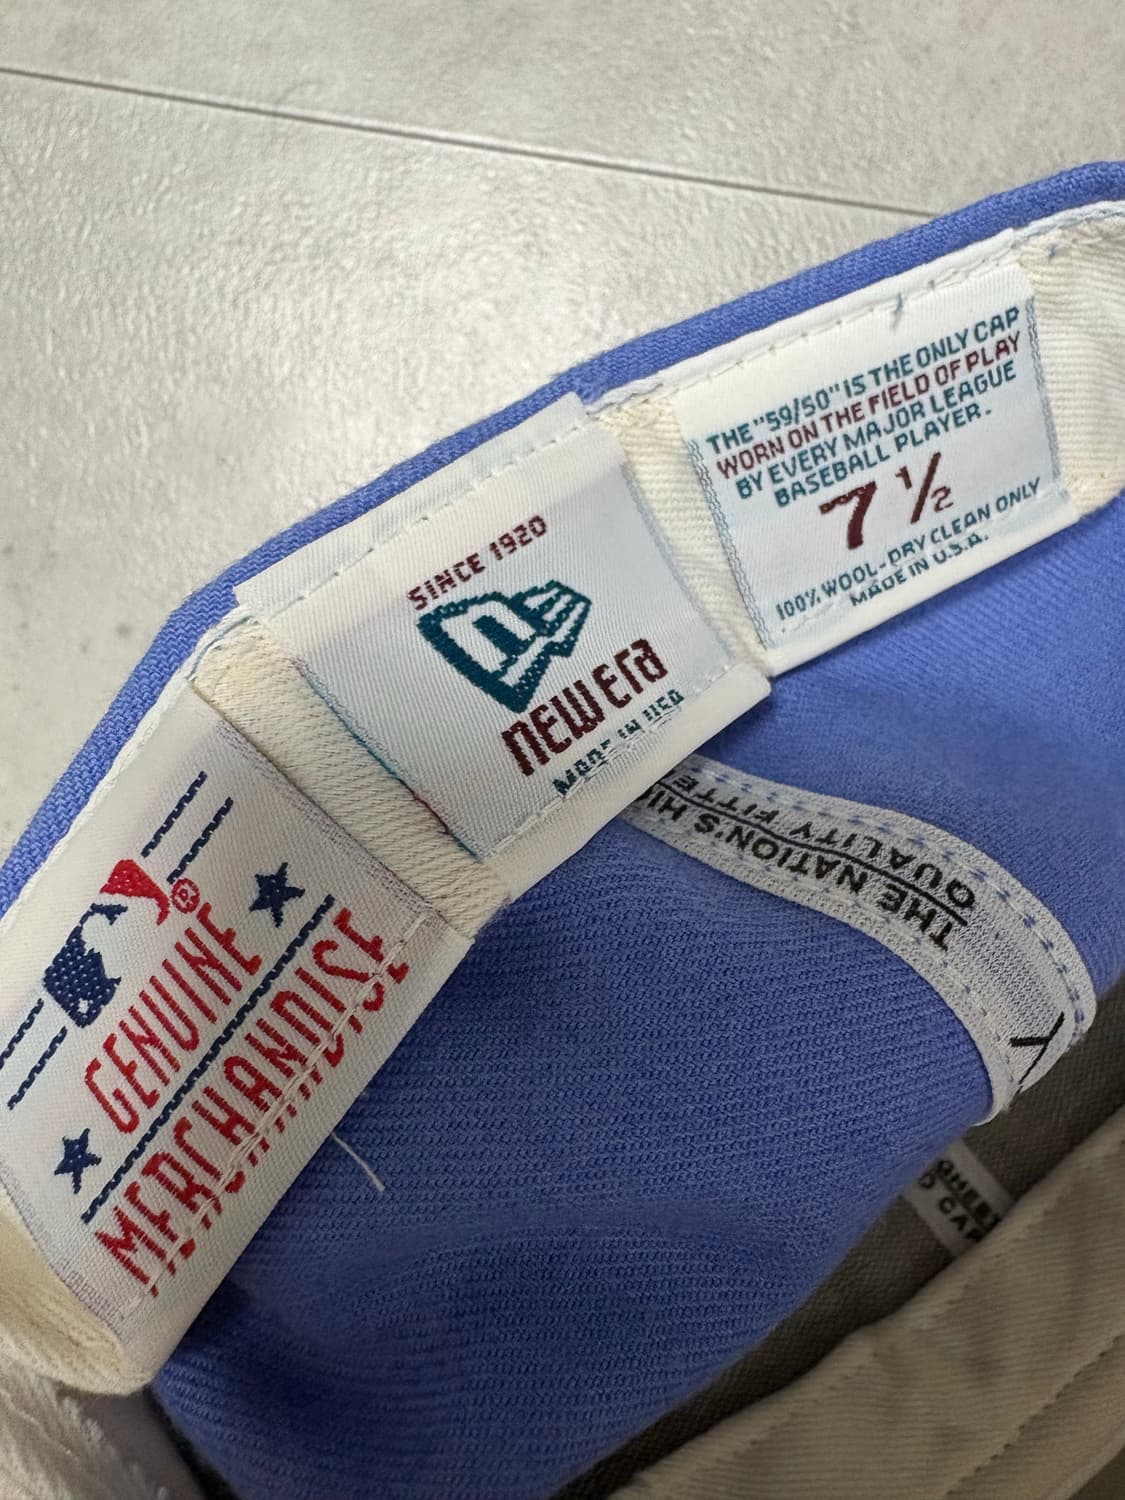 GENUINE
MERCHANDISE
®
SINCE 1920
NEW ERA
MADE IN USA
THE "59/50" IS THE ONLY CAP
WORN ON THE FIELD OF PLAY
BY EVERY MAJOR LEAGUE
BASEBALL PLAYER.
7 ½
100% WOOL-DRY CLEAN ONLY
MADE IN U.S.A.
THE NATION'S
QUALITY